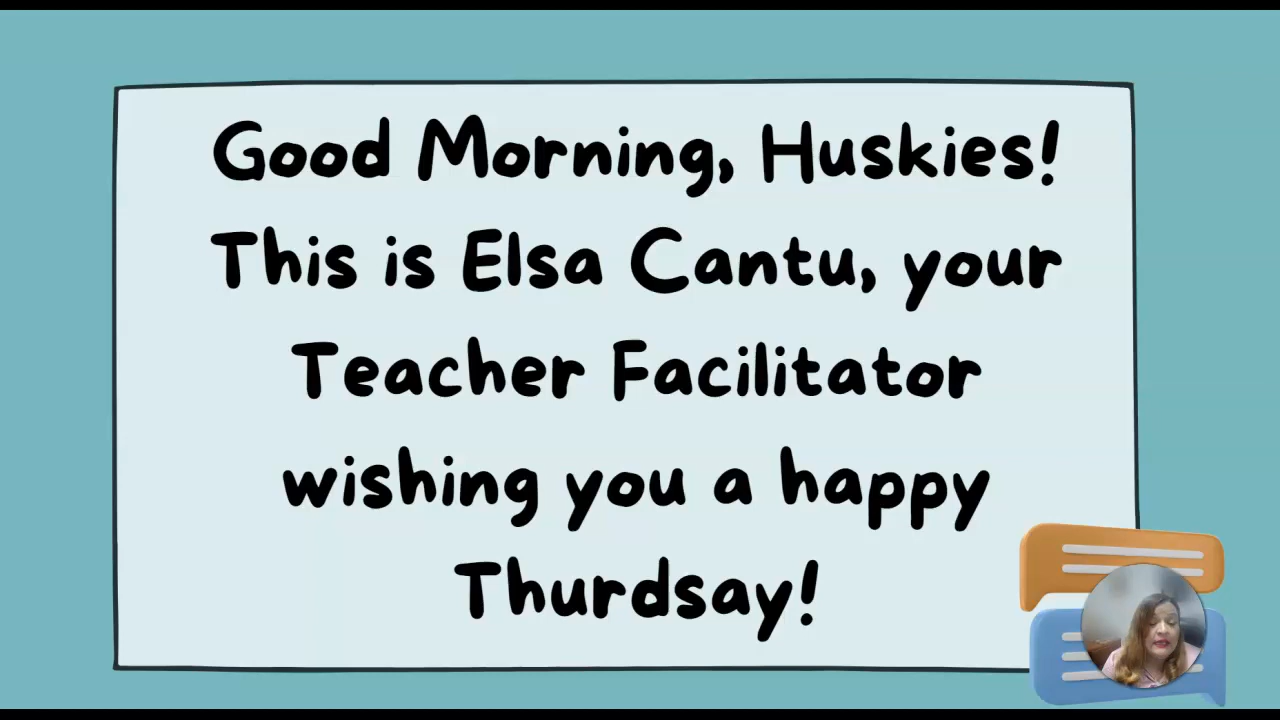 Good Morning, Huskies!
This is Elsa Cantu, your
Teacher Facilitator
wishing you a happy
Thurdsay!